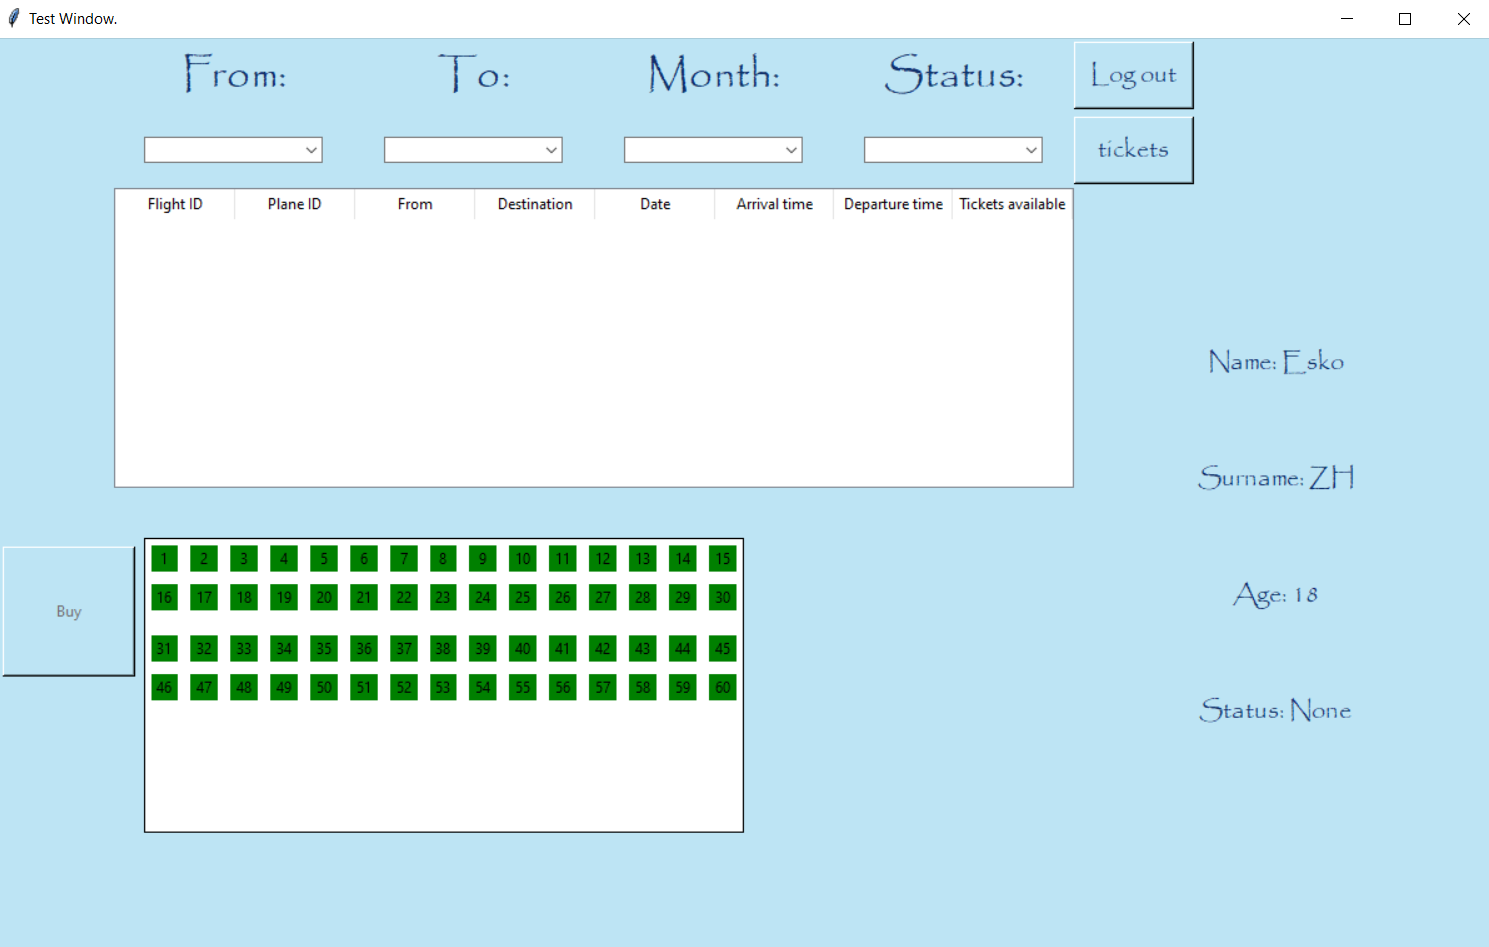 Test Window.
From: To: Month: Status: Log out
tickets
Flight ID Plane ID From Destination Date Arrival time Departure time Tickets available
Name: Esko
Surname: ZH
Buy
1 2 3 4 5 6 7 8 9 10 11 12 13 14 15
16 17 18 19 20 21 22 23 24 25 26 27 28 29 30
31 32 33 34 35 36 37 38 39 40 41 42 43 44 45
46 47 48 49 50 51 52 53 54 55 56 57 58 59 60
Age: 18
Status: None